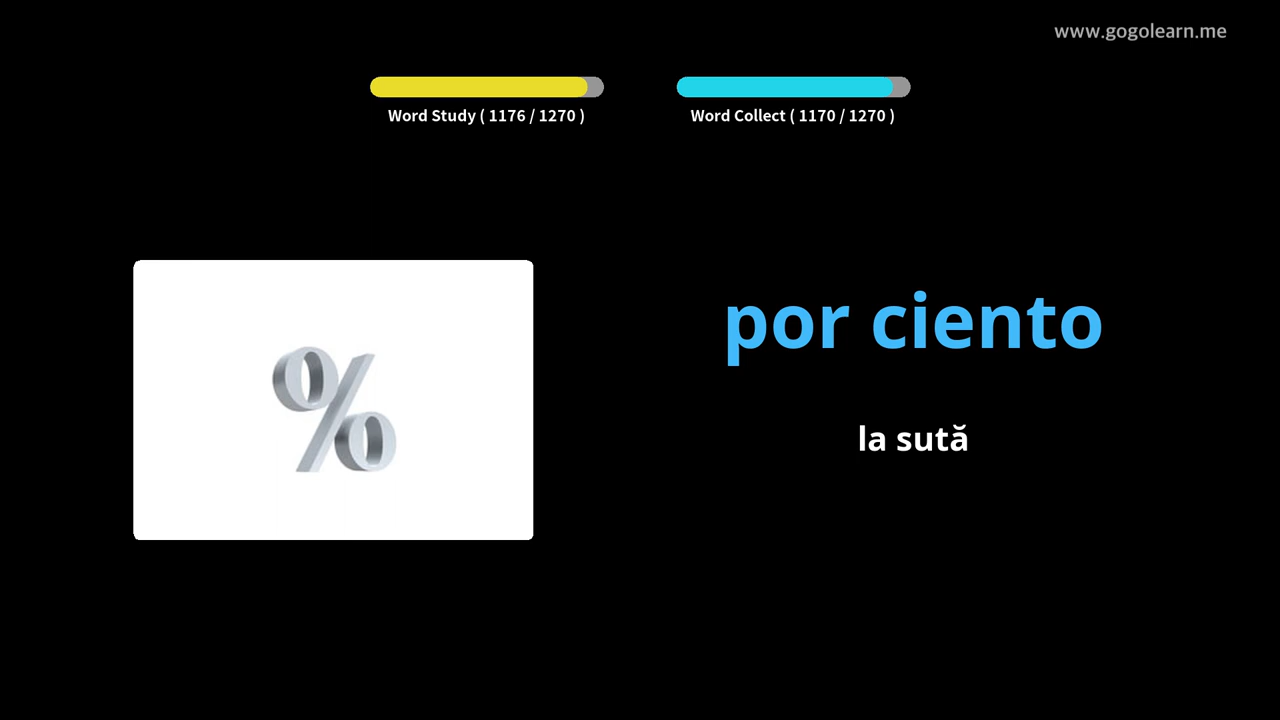 www.gogolearn.me
Word Study ( 1176 / 1270 )
Word Collect ( 1170 / 1270 )
%
por ciento
la sută